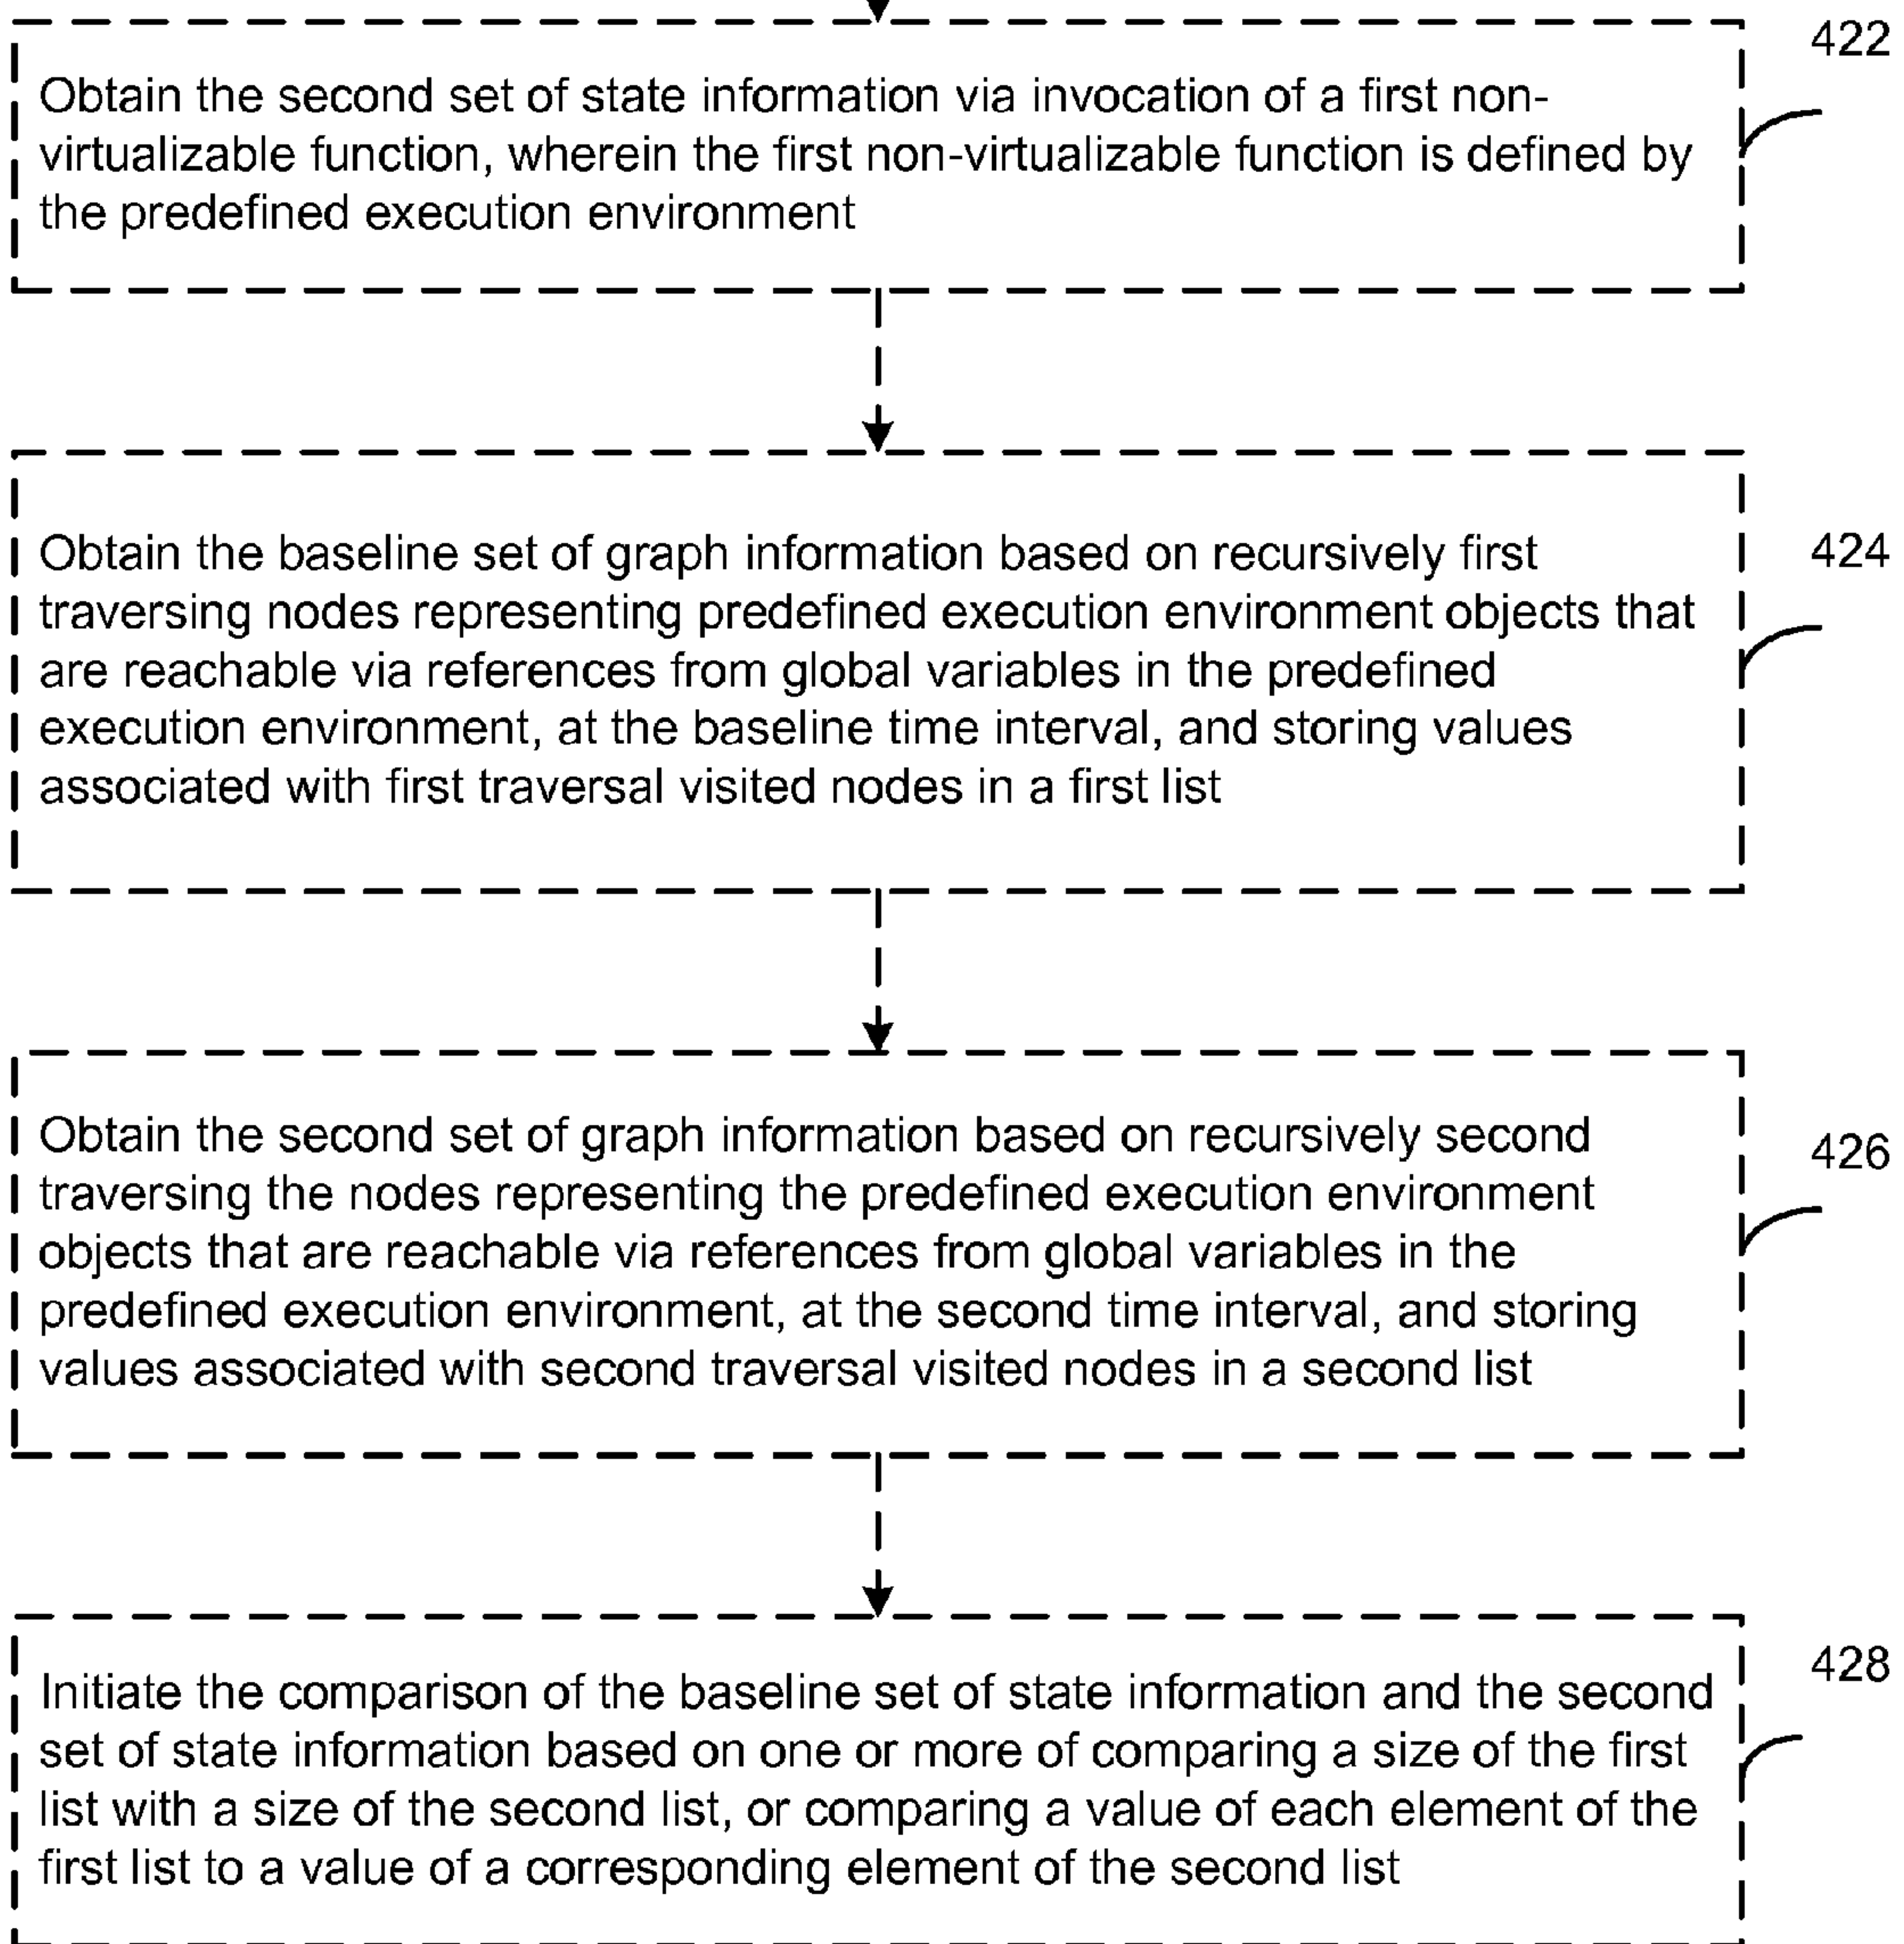 422
Obtain the second set of state information via invocation of a first non-
virtualizable function, wherein the first non-virtualizable function is defined by
the predefined execution environment
424
Obtain the baseline set of graph information based on recursively first
traversing nodes representing predefined execution environment objects that
are reachable via references from global variables in the predefined
execution environment, at the baseline time interval, and storing values
associated with first traversal visited nodes in a first list
426
Obtain the second set of graph information based on recursively second
traversing the nodes representing the predefined execution environment
objects that are reachable via references from global variables in the
predefined execution environment, at the second time interval, and storing
values associated with second traversal visited nodes in a second list
428
Initiate the comparison of the baseline set of state information and the second
set of state information based on one or more of comparing a size of the first
list with a size of the second list, or comparing a value of each element of the
first list to a value of a corresponding element of the second list